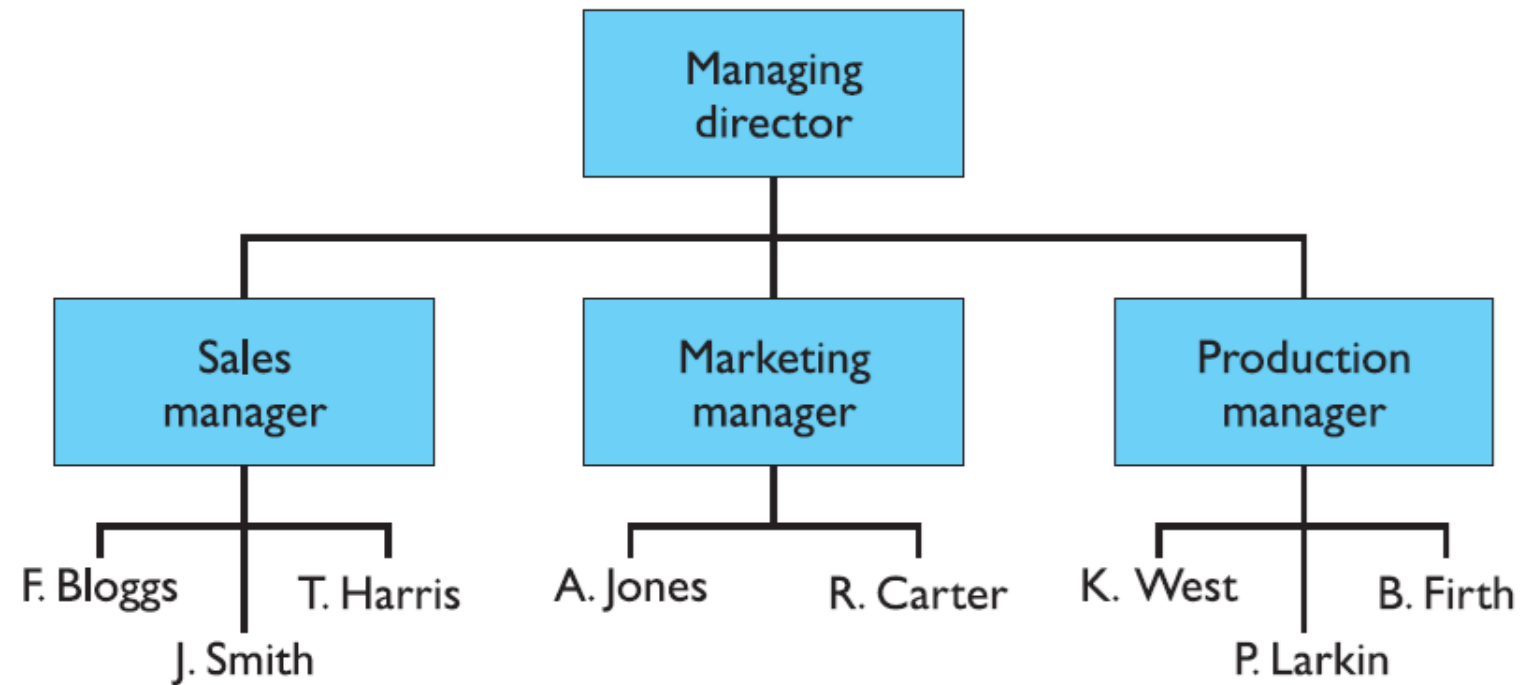 Managing
director
Sales
manager
Marketing
manager
Production
manager
F. Bloggs
T. Harris
J. Smith
A. Jones
R. Carter
K. West
B. Firth
P. Larkin